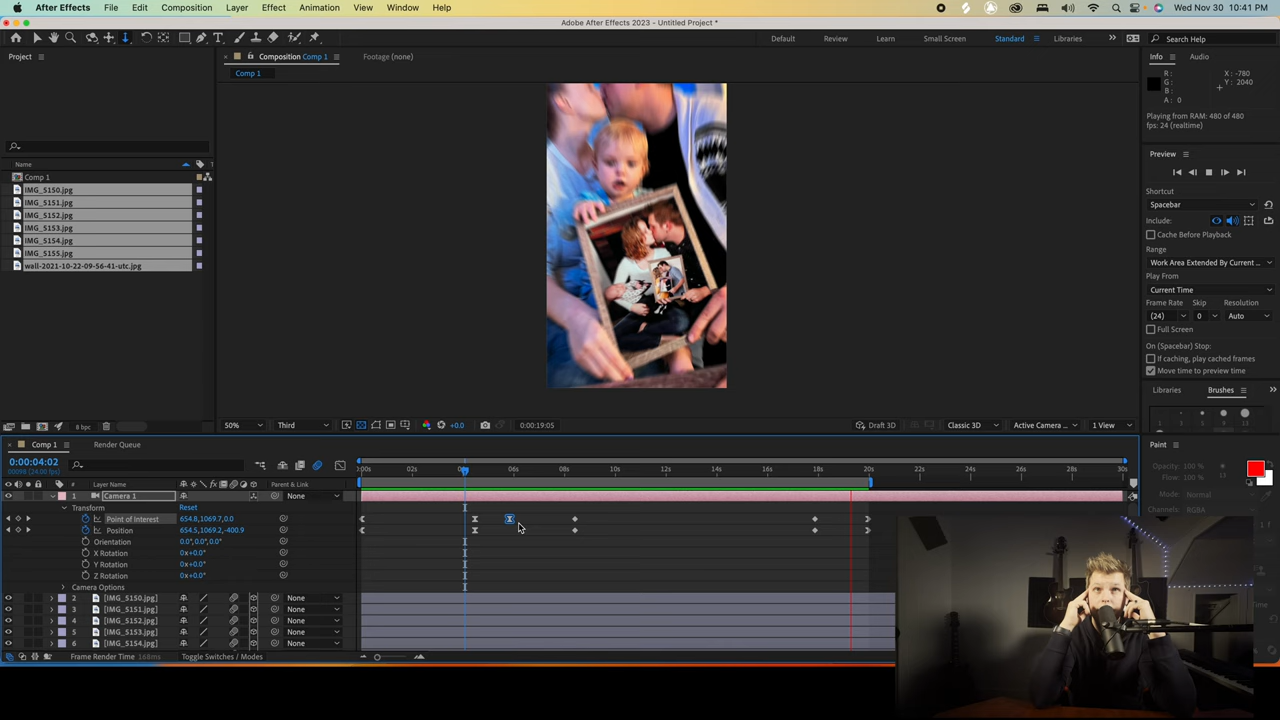 After Effects File Edit Composition Layer Effect Animation View Window Help Wed Nov 30 10:41 PM
Adobe After Effects 2023 - Untitled Project *
Default Review Learn Small Screen Standard Libraries Search Help
Project Composition Comp 1 Footage (none) Info Audio
Comp 1
R : X : -780
G : Y : 2040
B :
A : 0
Playing from RAM: 480 of 480
fps: 24 (realtime)
Preview
Name
Comp 1
IMG_5150.jpg
IMG_5151.jpg
IMG_5152.jpg
IMG_5153.jpg
IMG_5154.jpg
IMG_5155.jpg
wall-2021-10-22-09-56-41-utc.jpg
Shortcut
Spacebar
Include:
Cache Before Playback
Range
Work Area Extended By Current ...
Play From
Current Time
Frame Rate Skip Resolution
(24) 0 Auto
Full Screen
On (Spacebar) Stop:
If caching, play cached frames
Move time to preview time
Libraries Brushes
8 bpc 50% Third +0.0 0:00:19:05 Draft 3D Classic 3D Active Camera ... 1 View
Comp 1 Render Queue
Paint
0:00:04:02
00098 (24.00 fps)
:00s 02s 06s 08s 10s 12s 14s 16s 18s 20s 22s 24s 26s 28s 30s
# Layer Name Parent & Link
1 Camera 1 None
Transform Reset
Point of Interest 654.8,1069.7,0.0
Position 654.5,1069.2,-400.9
Orientation 0.0°,0.0°,0.0°
X Rotation 0x+0.0°
Y Rotation 0x+0.0°
Z Rotation 0x+0.0°
Camera Options
2 [IMG_5150.jpg] None
3 [IMG_5151.jpg] None
4 [IMG_5152.jpg] None
5 [IMG_5153.jpg] None
6 [IMG_5154.jpg] None
Frame Render Time 168ms Toggle Switches / Modes
Opacity: 100 %
Flow: 100 %
Mode: Normal